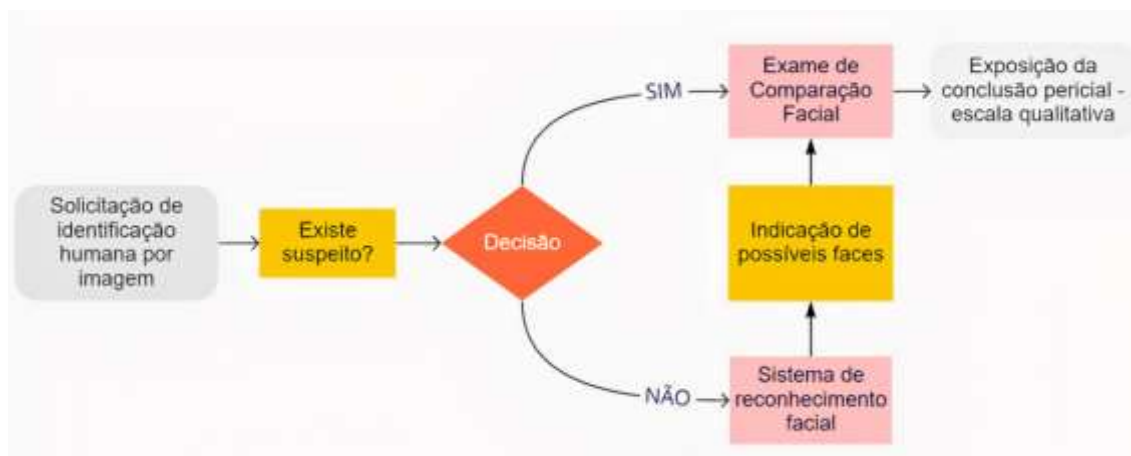 Solicitação de
identificação
humana por
imagem
Existe
suspeito?
Decisão
SIM
Exame de
Comparação
Facial
Exposição da
conclusão pericial -
escala qualitativa
NÃO
Sistema de
reconhecimento
facial
Indicação de
possíveis faces